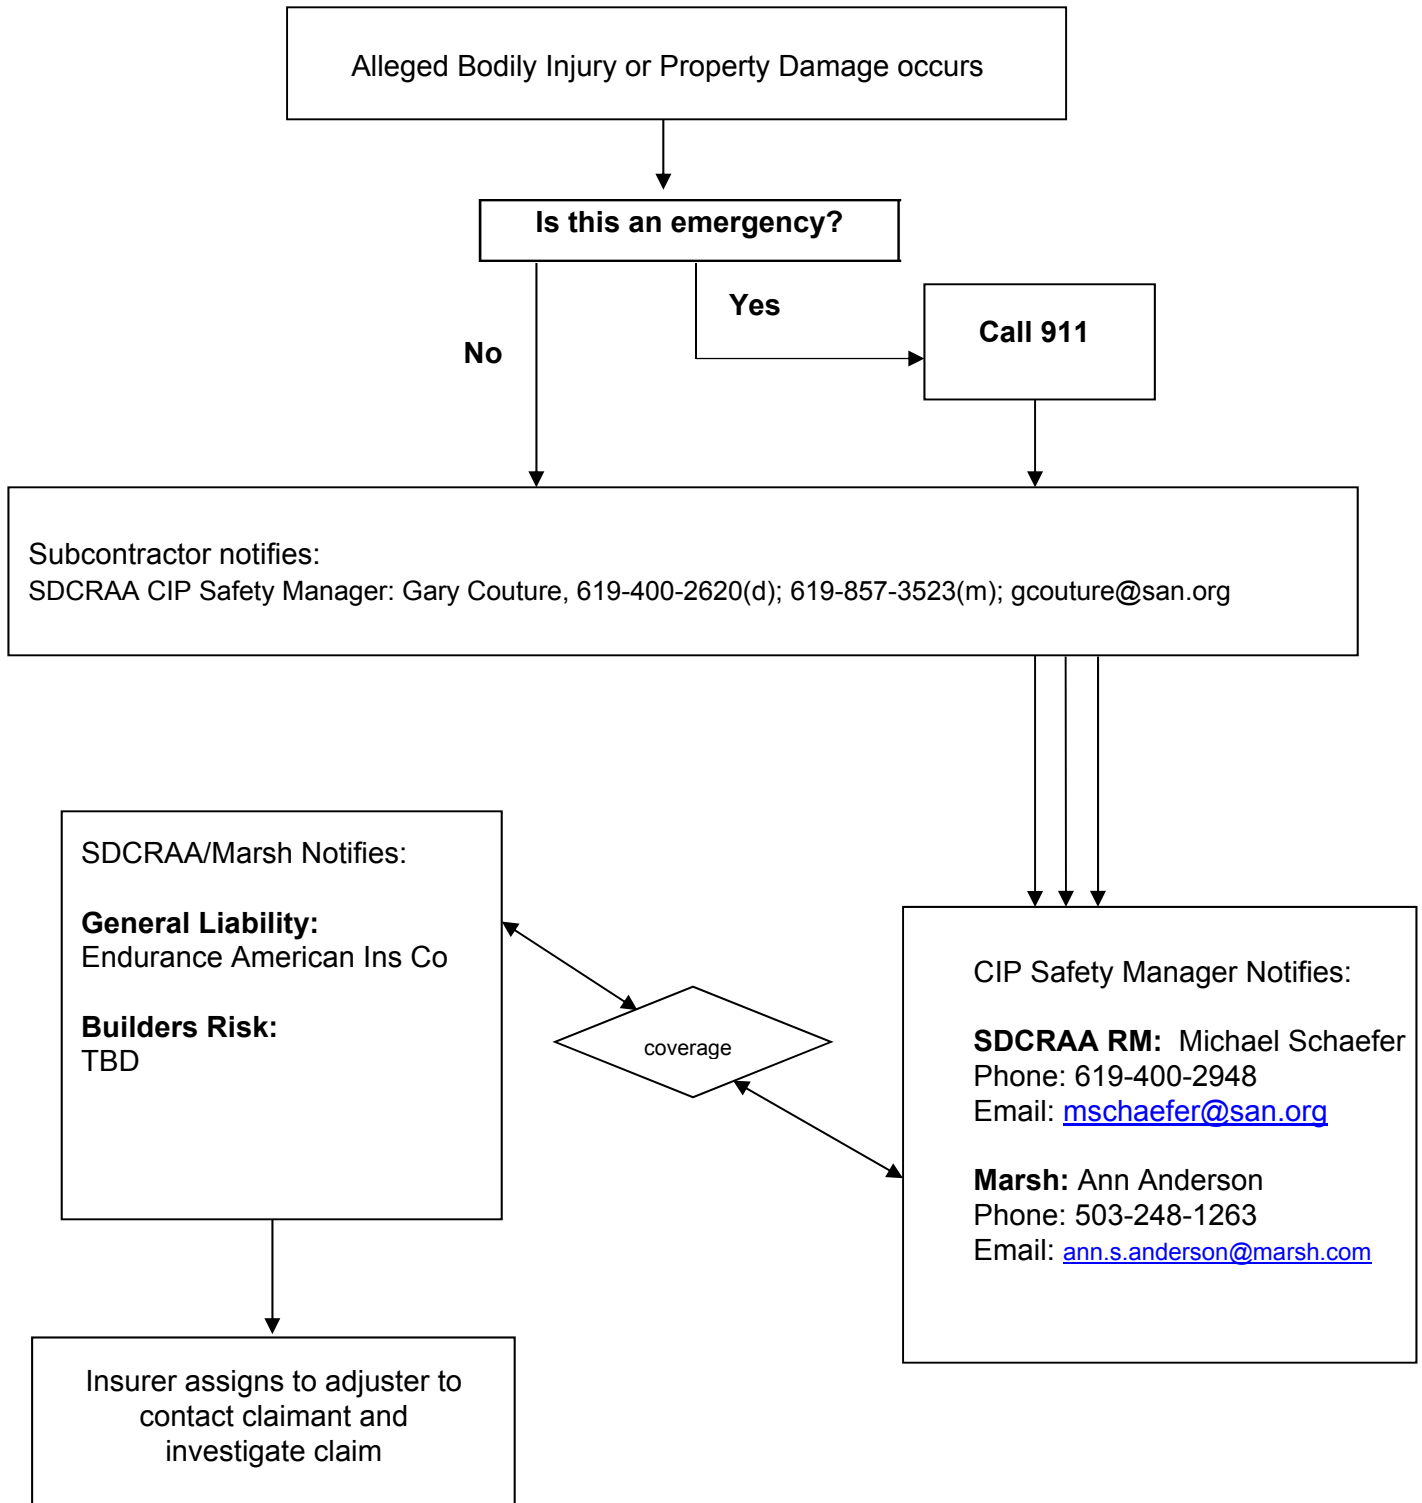 Alleged Bodily Injury or Property Damage occurs
Is this an emergency?
Yes
Call 911
No
Subcontractor notifies:
SDCRAA CIP Safety Manager: Gary Couture, 619-400-2620(d); 619-857-3523(m); gcouture@san.org
SDCRAA/Marsh Notifies:
General Liability:
Endurance American Ins Co
Builders Risk:
TBD
coverage
CIP Safety Manager Notifies:
SDCRAA RM: Michael Schaefer
Phone: 619-400-2948
Email: mschaefer@san.org
Marsh: Ann Anderson
Phone: 503-248-1263
Email: ann.s.anderson@marsh.com
Insurer assigns to adjuster to
contact claimant and
investigate claim